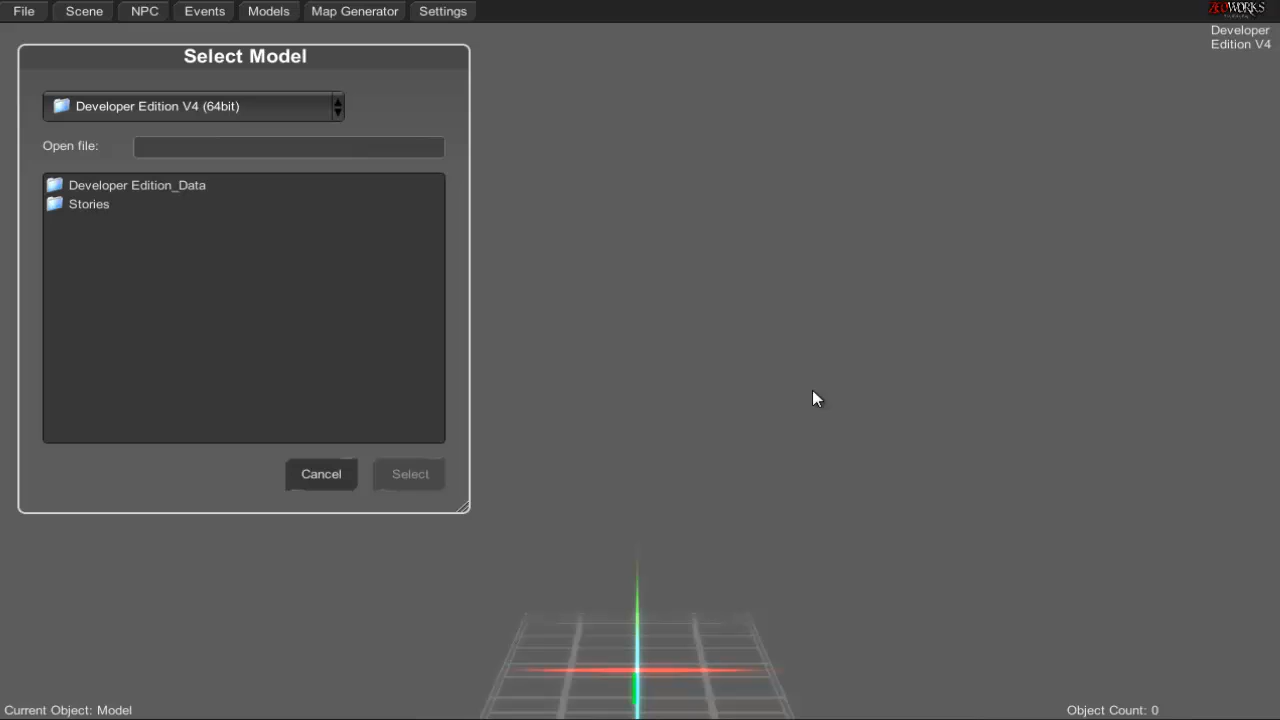 File Scene NPC Events Models Map Generator Settings
ZEUWORKS
Developer
Edition V4
Select Model
Developer Edition V4 (64bit)
Open file:
Developer Edition_Data
Stories
Cancel Select
Current Object: Model Object Count: 0